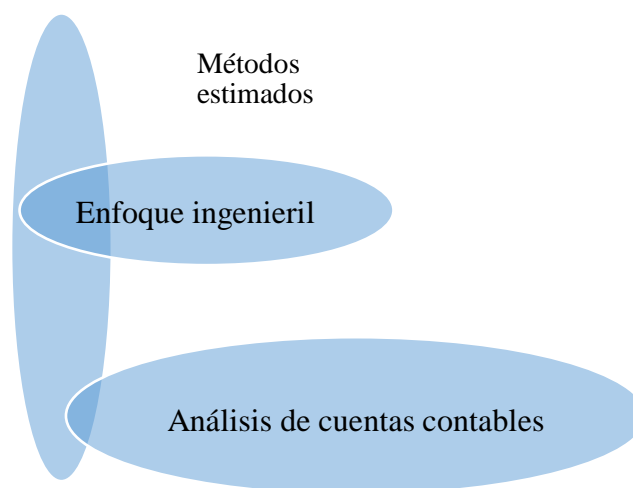 Métodos
estimados
Enfoque ingenieril
Análisis de cuentas contables